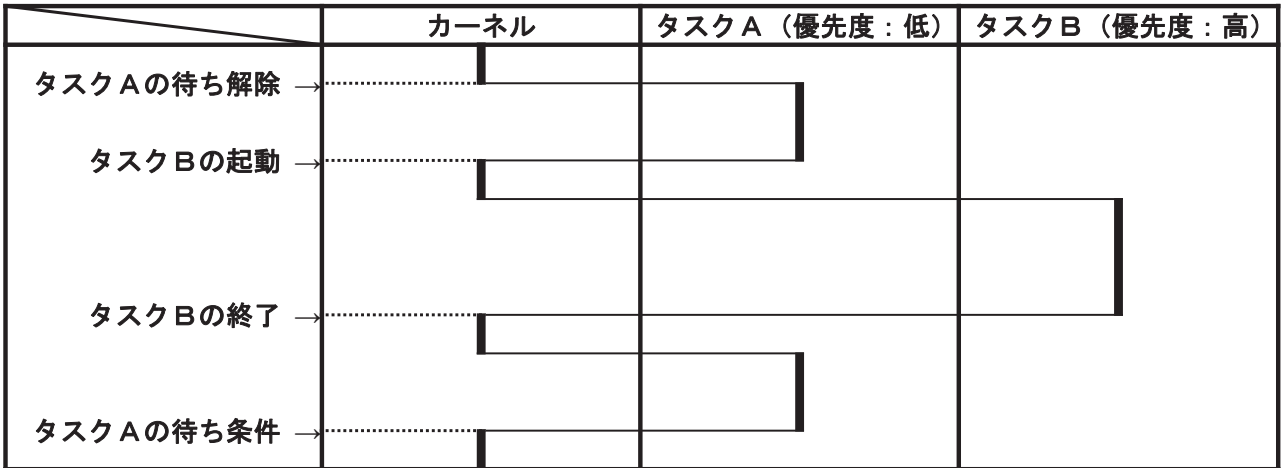 カーネル
タスクＡ（優先度：低）
タスクＢ（優先度：高）
タスクＡの待ち解除 →
タスクＢの起動 →
タスクＢの終了 →
タスクＡの待ち条件 →